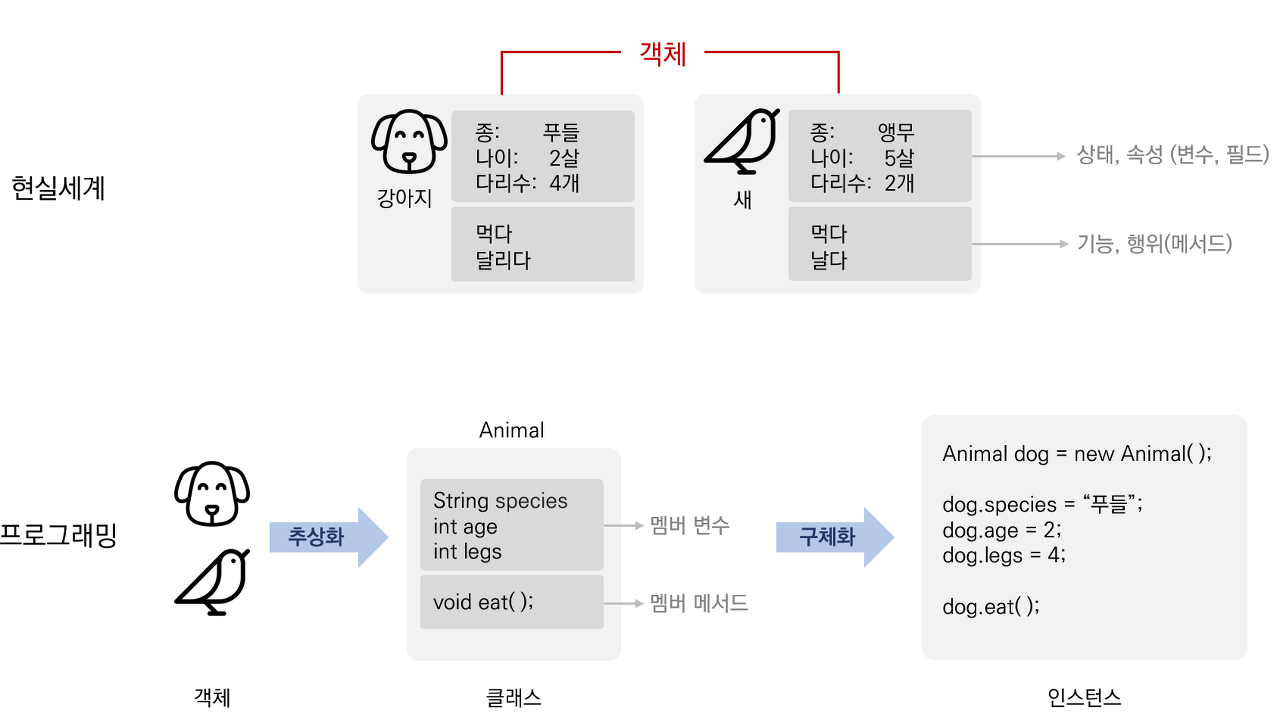 객체
현실세계
강아지
종: 푸들
나이: 2살
다리수: 4개
먹다
달리다
새
종: 앵무
나이: 5살
다리수: 2개
먹다
날다
상태, 속성 (변수, 필드)
기능, 행위(메서드)
프로그래밍
추상화
Animal
String species
int age
int legs
void eat( );
멤버 변수
멤버 메서드
구체화
Animal dog = new Animal( );
dog.species = “푸들”;
dog.age = 2;
dog.legs = 4;
dog.eat( );
객체
클래스
인스턴스